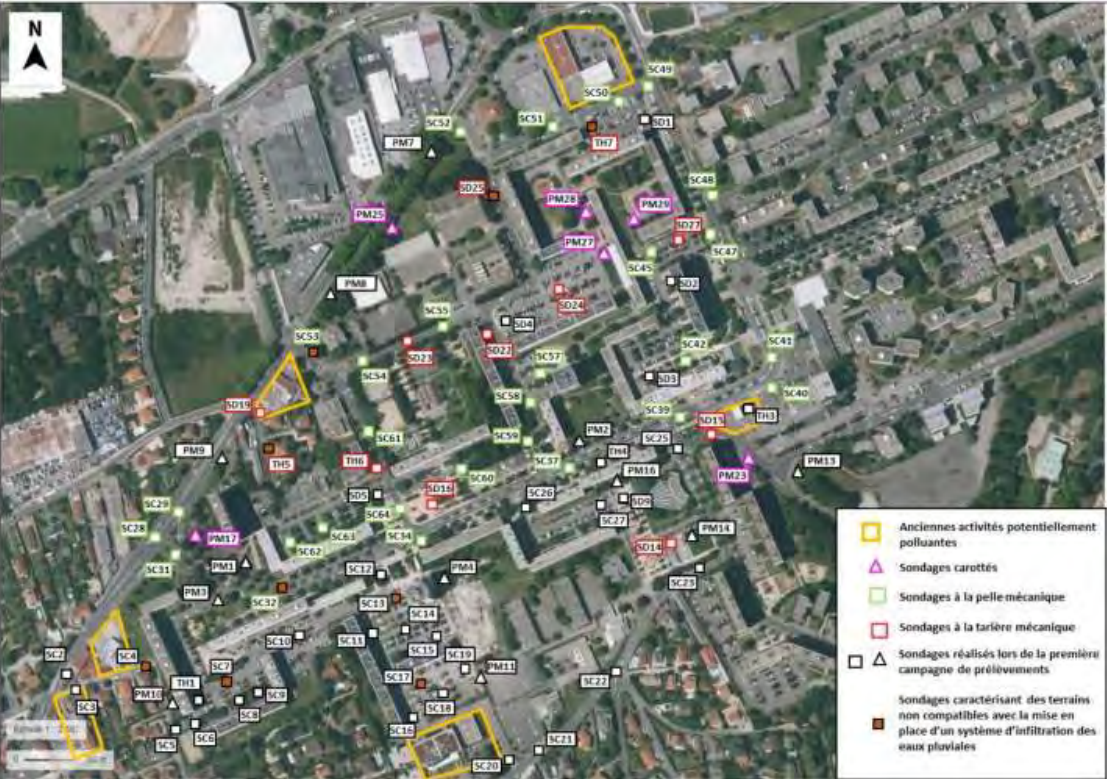 N
SC49
SC50
SC51
SD1
SC52
PM7
TH7
SD25
SC48
PM28
PM29
PM25
SD27
PM27
SC47
SC45
PM8
SD2
SD24
SC55
SD4
SC53
SD22
SC41
SD23
SC42
SC57
SC54
SD3
SC40
SC58
SD19
SC39
TH3
SD15
SC61
PM2
SC59
SC25
PM9
TH4
TH5
TH6
SC37
PM16
PM13
SC60
PM23
SD16
SD5
SC26
SD9
SC29
SC64
SC27
SC28
PM14
PM17
SC63
SC34
SD14
SC62
SC31
PM1
SC12
PM4
SC23
PM3
SC32
SC13
SC14
SC10
SC11
SC15
SC2
SC4
SC7
SC19
PM11
SC22
TH1
SC17
PM10
SC9
SC3
SC8
SC18
SC16
SC5
SC6
SC21
SC20
Anciennes activités potentiellement
polluantes
Sondages carottés
Sondages à la pelle mécanique
Sondages à la tarière mécanique
Sondages réalisés lors de la première
campagne de prélèvements
Sondages caractérisant des terrains
non compatibles avec la mise en
place d'un système d'infiltration des
eaux pluviales